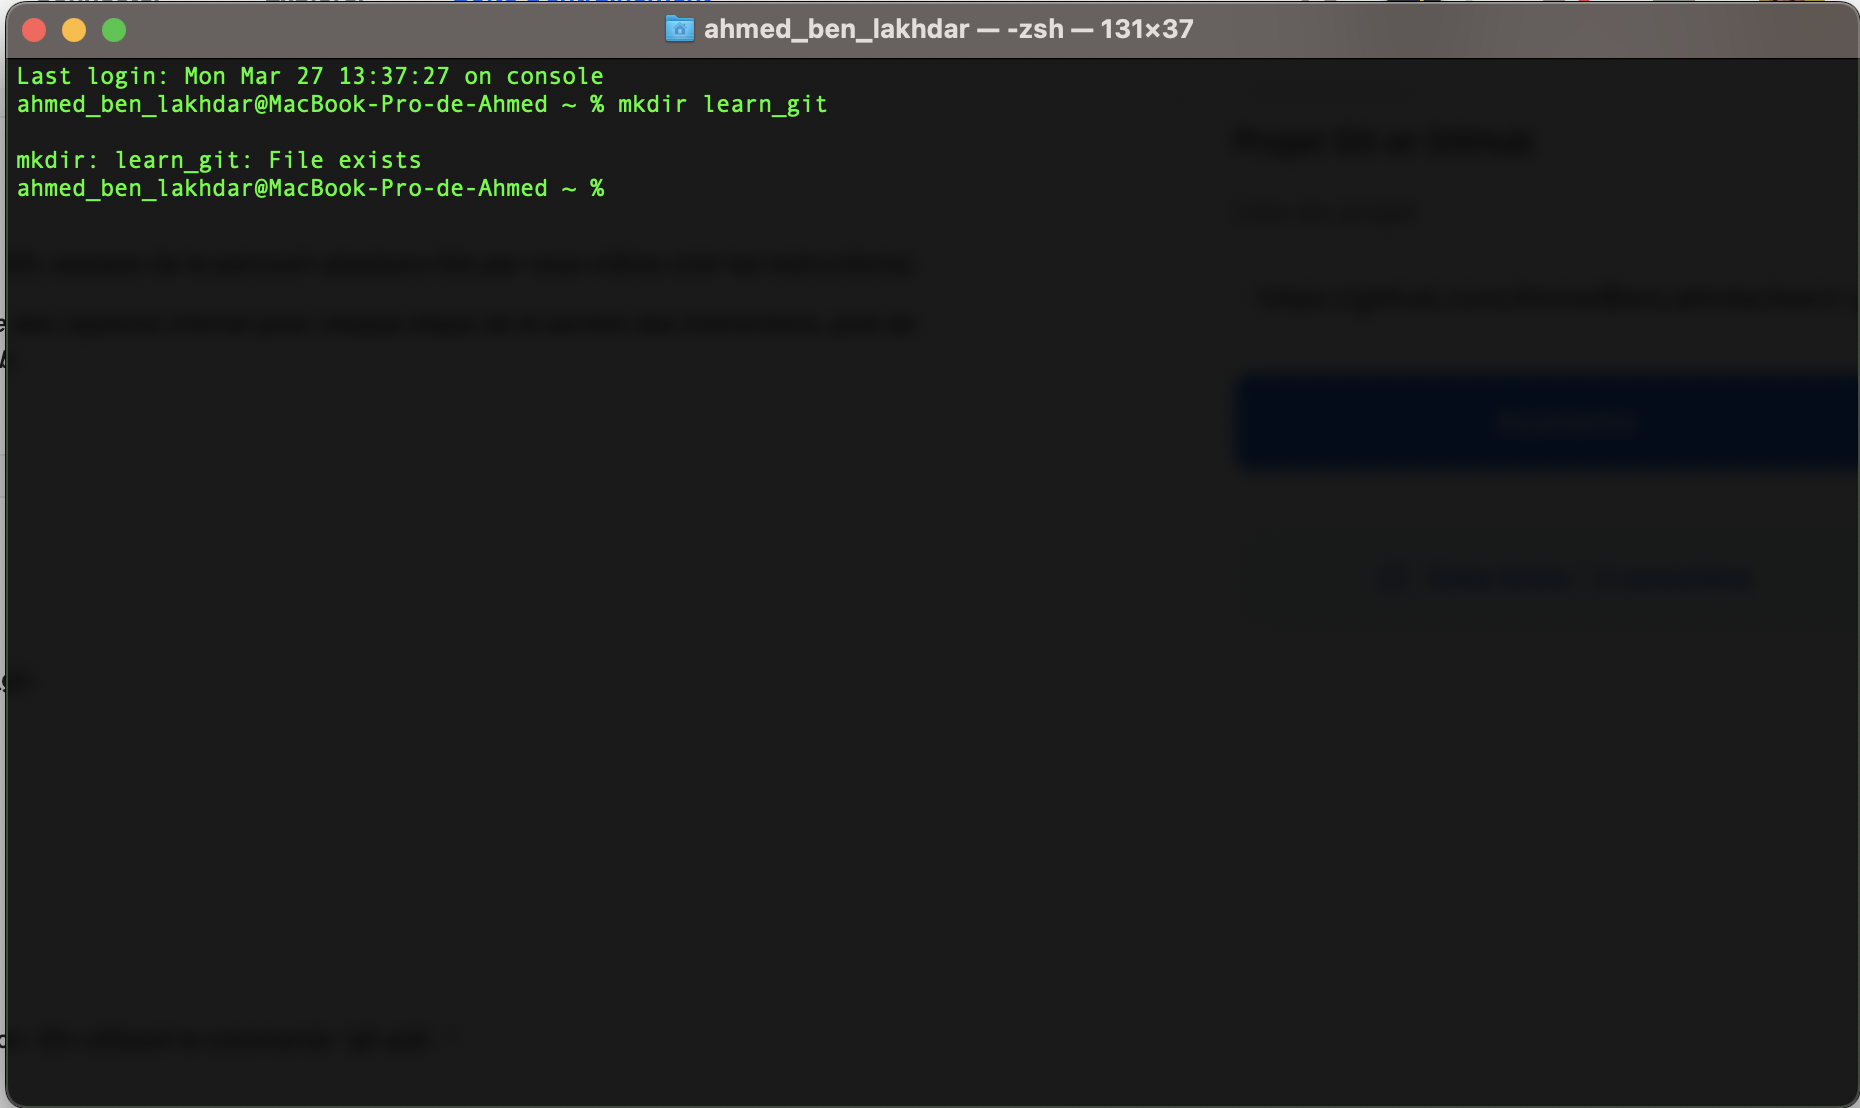 ahmed_ben_lakhdar — -zsh — 131×37
Last login: Mon Mar 27 13:37:27 on console
ahmed_ben_lakhdar@MacBook-Pro-de-Ahmed ~ % mkdir learn_git
mkdir: learn_git: File exists
ahmed_ben_lakhdar@MacBook-Pro-de-Ahmed ~ %